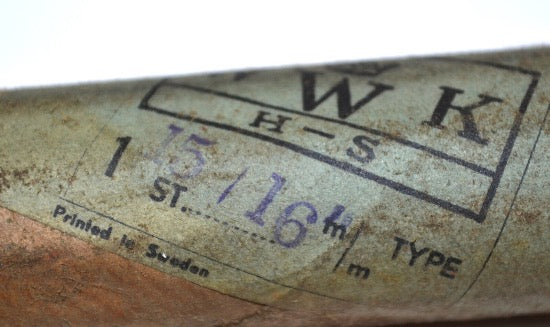 WK
H-S
1 ST. 15/16" m/m TYPE
Printed in Sweden